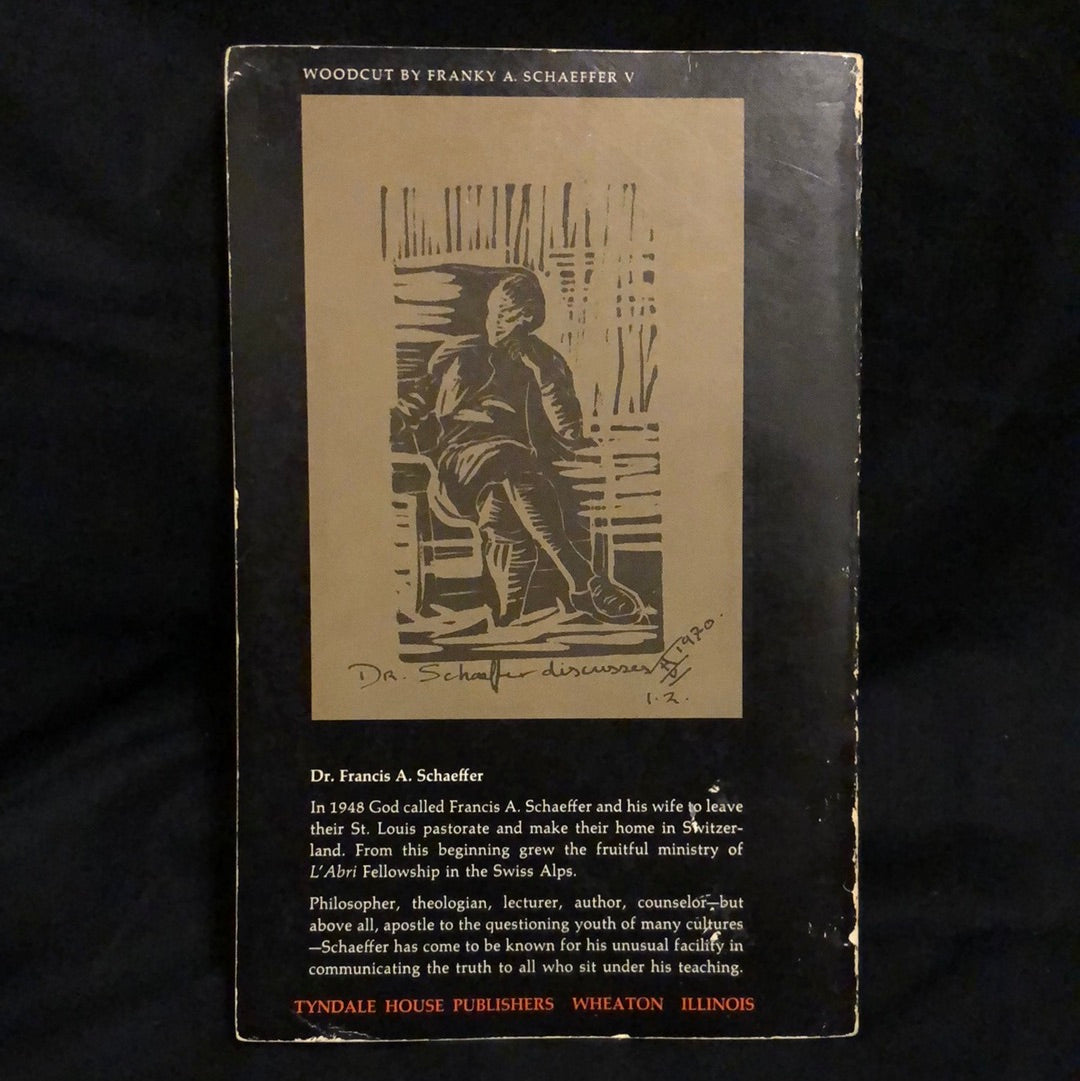 WOODCUT BY FRANKY A. SCHAEFFER V
Dr. Schaeffer discusses
1970.
1.2.
Dr. Francis A. Schaeffer
In 1948 God called Francis A. Schaeffer and his wife to leave
their St. Louis pastorate and make their home in Switzer-
land. From this beginning grew the fruitful ministry of
L'Abri Fellowship in the Swiss Alps.
Philosopher, theologian, lecturer, author, counselor—but
above all, apostle to the questioning youth of many cultures
—Schaeffer has come to be known for his unusual facility in
communicating the truth to all who sit under his teaching.
TYNDALE HOUSE PUBLISHERS WHEATON ILLINOIS